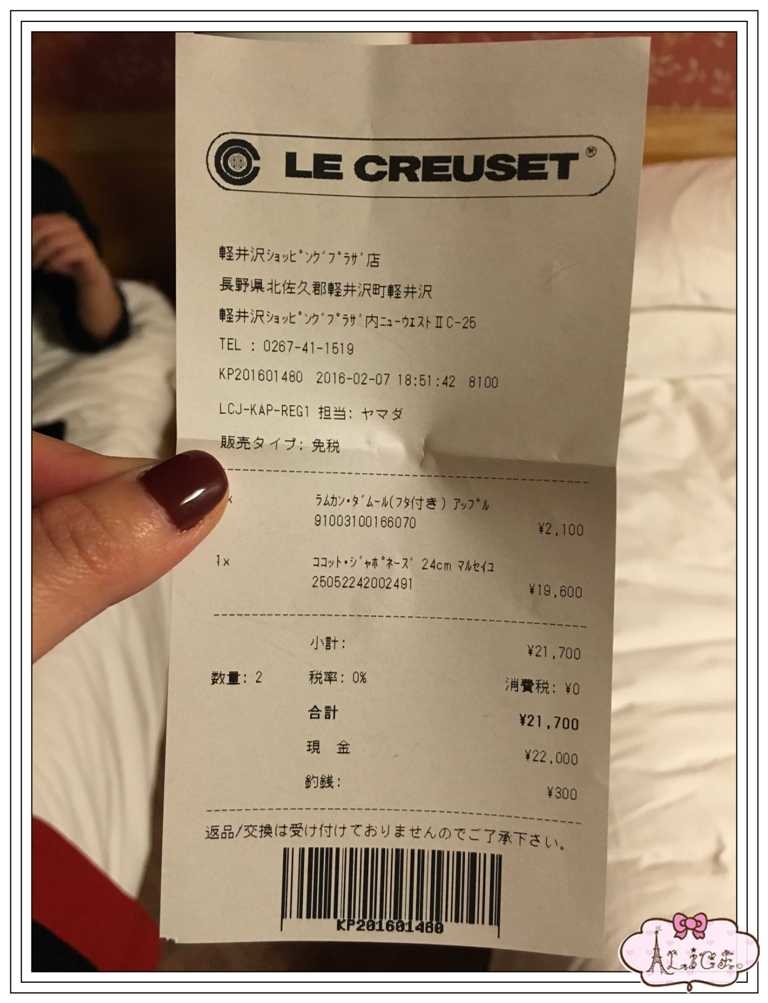 LE CREUSET®
軽井沢ショッピングプラザ店
長野県北佐久郡軽井沢町軽井沢
軽井沢ショッピングプラザ内ニューウエストⅡC-25
TEL : 0267-41-1519
KP201601480 2016-02-07 18:51:42 8100
LCJ-KAP-REG1 担当: ヤマダ
販売タイプ: 免税
x ラムカン・ダムール(フタ付き) アップル
91003100166070 ¥2,100
1x ココット・ジャポネーズ 24cm マルセイユ
25052242002491 ¥19,600
小計: ¥21,700
数量: 2 税率: 0% 消費税: ¥0
合計 ¥21,700
現 金 ¥22,000
釣銭: ¥300
返品/交換は受け付けておりませんのでご了承下さい。
KP201601480
ALICE.